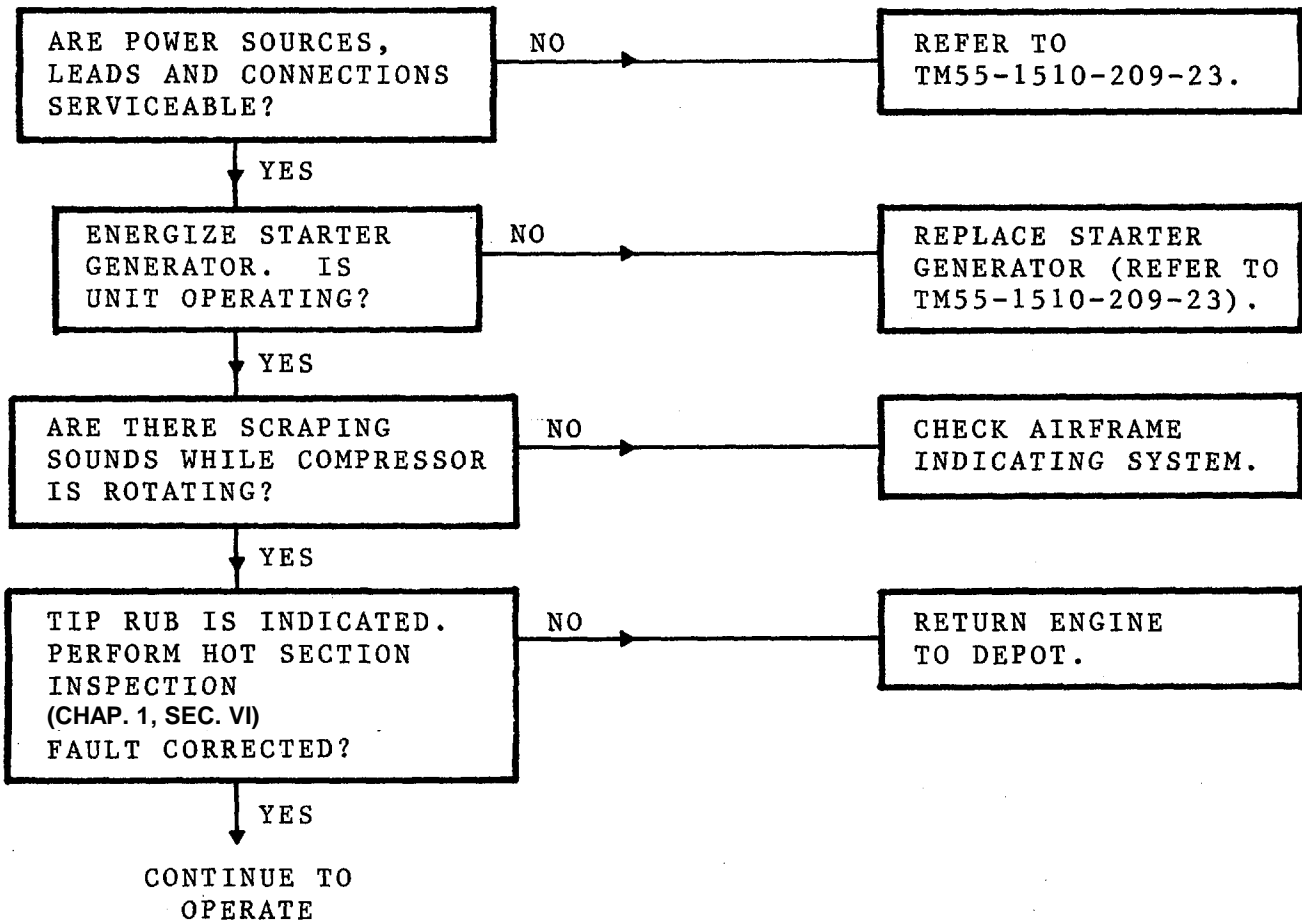 ARE POWER SOURCES,
LEADS AND CONNECTIONS
SERVICEABLE?
NO
REFER TO
TM55-1510-209-23.
YES
ENERGIZE STARTER
GENERATOR. IS
UNIT OPERATING?
NO
REPLACE STARTER
GENERATOR (REFER TO
TM55-1510-209-23).
YES
ARE THERE SCRAPING
SOUNDS WHILE COMPRESSOR
IS ROTATING?
NO
CHECK AIRFRAME
INDICATING SYSTEM.
YES
TIP RUB IS INDICATED.
PERFORM HOT SECTION
INSPECTION
(CHAP. 1, SEC. VI)
FAULT CORRECTED?
NO
RETURN ENGINE
TO DEPOT.
YES
CONTINUE TO
OPERATE